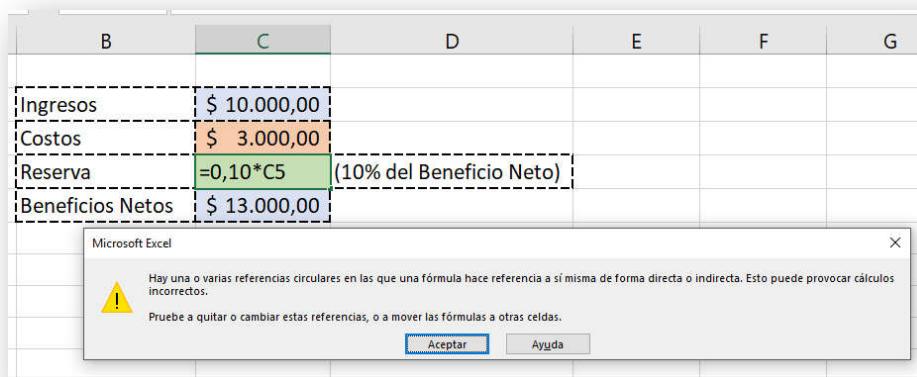 B C D E F G
Ingresos $ 10.000,00
Costos $ 3.000,00
Reserva =0,10*C5 (10% del Beneficio Neto)
Beneficios Netos $ 13.000,00
Microsoft Excel
Hay una o varias referencias circulares en las que una fórmula hace referencia a sí misma de forma directa o indirecta. Esto puede provocar cálculos
incorrectos.
Pruebe a quitar o cambiar estas referencias, o a mover las fórmulas a otras celdas.
Aceptar Ayuda